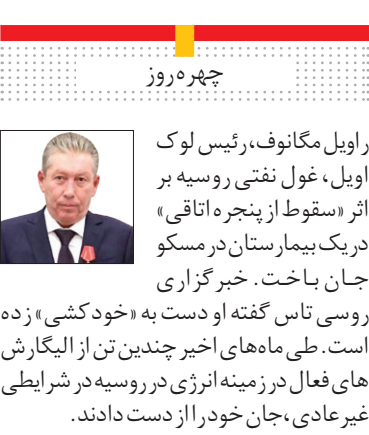 چهره‌روز
راویل مگانوف، رئیس لوک
اویل، غول نفتی روسیه بر
اثر «سقوط از پنجره اتاقی»
در یک بیمارستان در مسکو
جان باخت. خبرگزاری
روسی تاس گفته او دست به «خودکشی» زده
است. طی ماه‌های اخیر چندین تن از الیگارش
های فعال در زمینه انرژی در روسیه در شرایطی
غیرعادی، جان خود را از دست دادند.